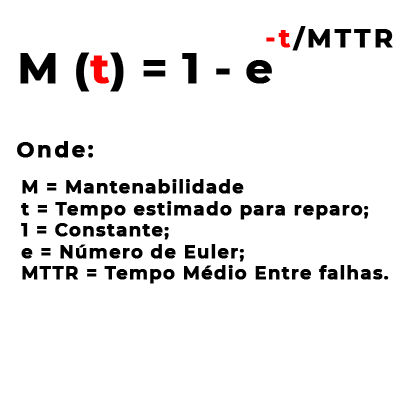 M (t) = 1 - e -t/MTTR
Onde:
M = Mantenabilidade
t = Tempo estimado para reparo;
1 = Constante;
e = Número de Euler;
MTTR = Tempo Médio Entre falhas.